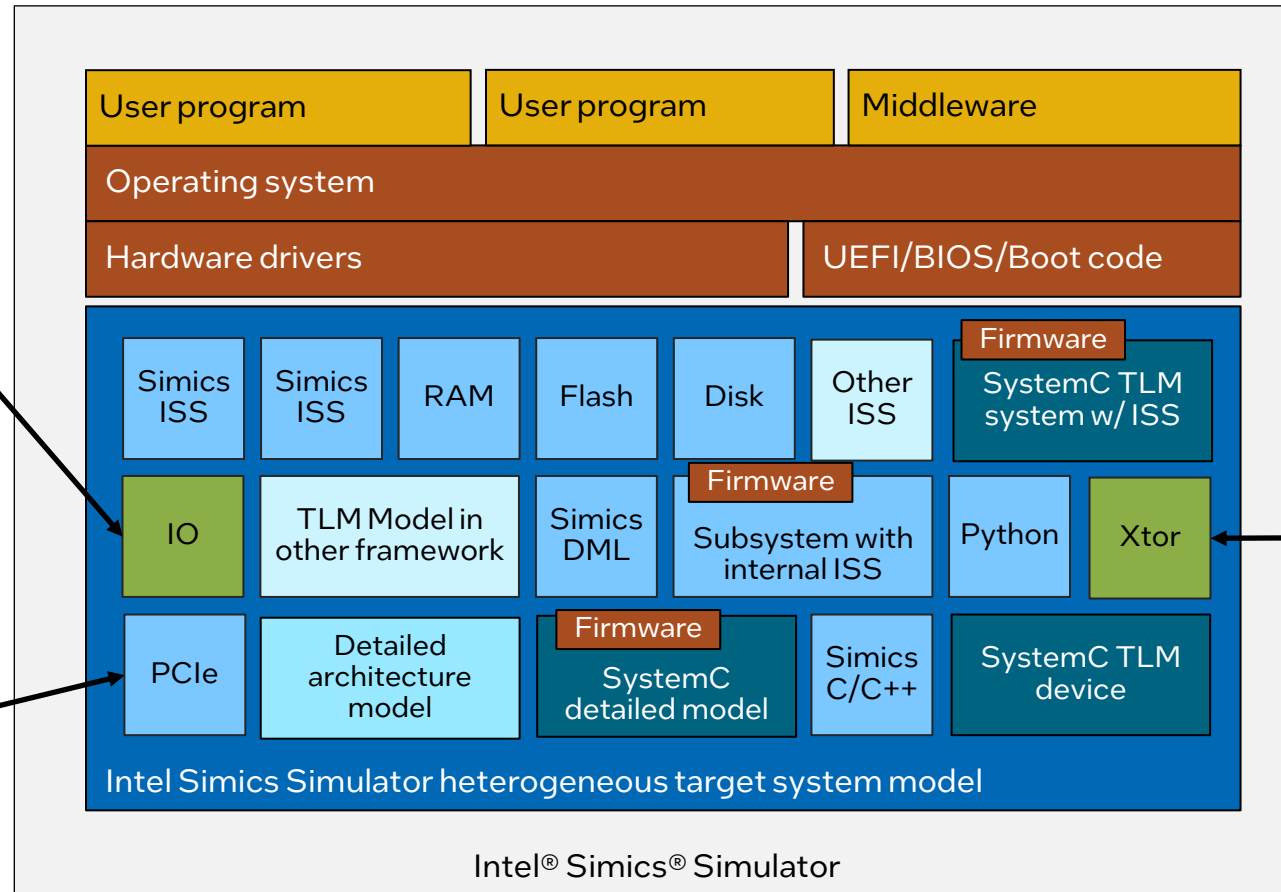 User program
User program
Middleware
Operating system
Hardware drivers
UEFI/BIOS/Boot code
Simics
ISS
Simics
ISS
RAM
Flash
Disk
Other
ISS
Firmware
SystemC TLM
system w/ ISS
IO
TLM Model in
other framework
Simics
DML
Firmware
Subsystem with
internal ISS
Python
Xtor
PCIe
Detailed
architecture
model
Firmware
SystemC
detailed model
Simics
C/C++
SystemC TLM
device
Intel Simics Simulator heterogeneous target system model
Intel® Simics® Simulator